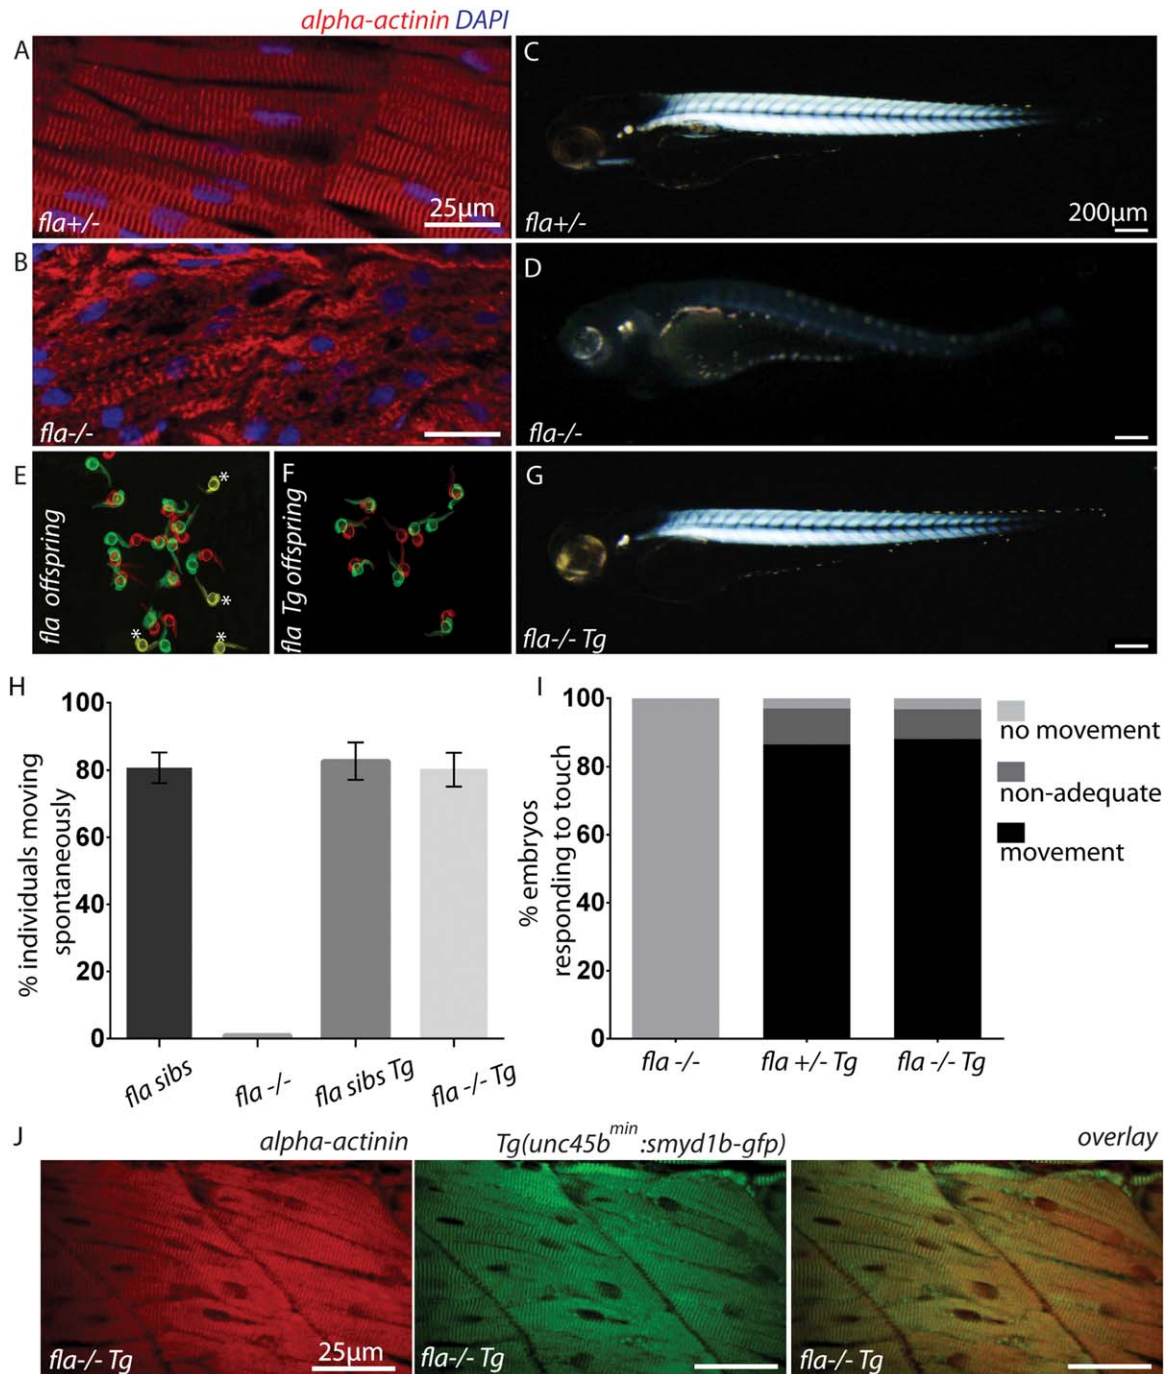 alpha-actinin DAPI
A
fla+/-
25µm
C
fla+/-
200µm
B
fla-/-
D
fla-/-
E
fla offspring
*
*
*
*
F
fla Tg offspring
G
fla-/- Tg
H
% individuals moving
spontaneously
100
80
60
40
20
0
fla sibs
fla -/-
fla sibs Tg
fla -/- Tg
I
% embryos
responding to touch
100
80
60
40
20
0
fla -/-
fla +/- Tg
fla -/- Tg
no movement
non-adequate
movement
J
alpha-actinin
Tg(unc45b^min:smyd1b-gfp)
overlay
fla-/- Tg
25µm
fla-/- Tg
fla-/- Tg